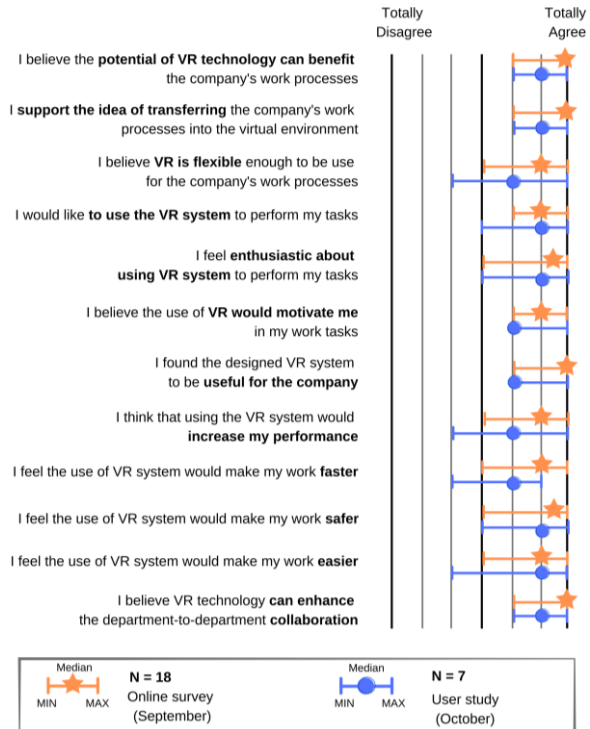 Totally
Disagree
Totally
Agree
I believe the potential of VR technology can benefit
the company's work processes
I support the idea of transferring the company's work
processes into the virtual environment
I believe VR is flexible enough to be use
for the company's work processes
I would like to use the VR system to perform my tasks
I feel enthusiastic about
using VR system to perform my tasks
I believe the use of VR would motivate me
in my work tasks
I found the designed VR system
to be useful for the company
I think that using the VR system would
increase my performance
I feel the use of VR system would make my work faster
I feel the use of VR system would make my work safer
I feel the use of VR system would make my work easier
I believe VR technology can enhance
the department-to-department collaboration
Median
MIN MAX
N = 18
Online survey
(September)
Median
MIN MAX
N = 7
User study
(October)